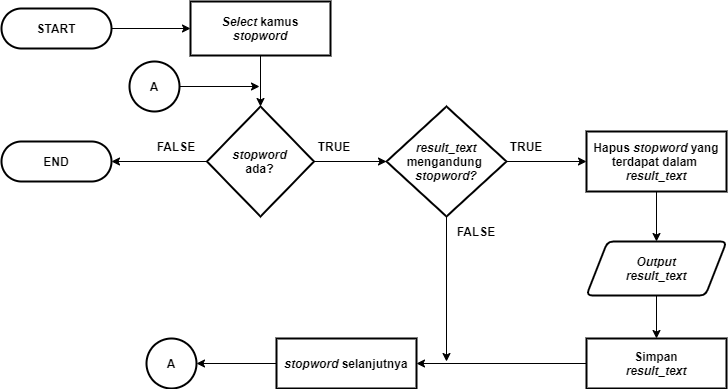 START
Select kamus
stopword
A
END
FALSE
stopword
ada?
TRUE
result_text
mengandung
stopword?
TRUE
Hapus stopword yang
terdapat dalam
result_text
FALSE
Output
result_text
Simpan
result_text
stopword selanjutnya
A